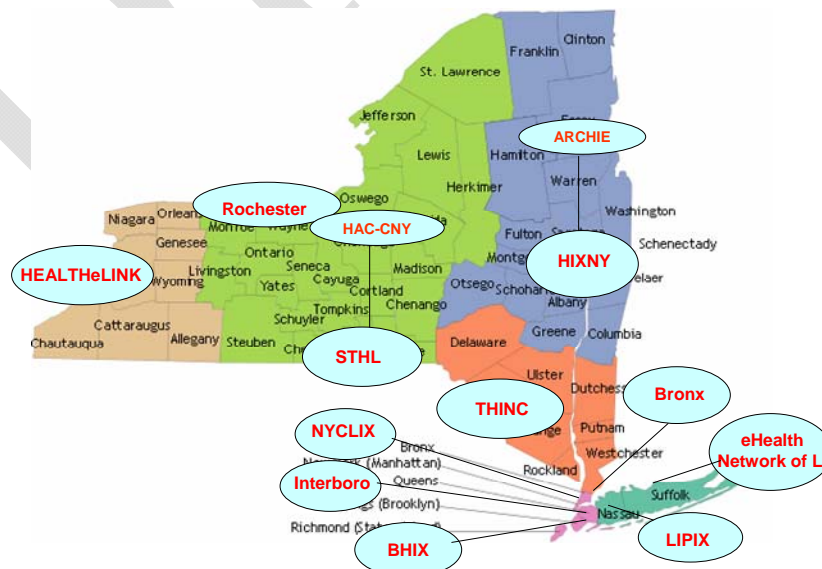 Franklin
Clinton
St. Lawrence
Jefferson
ARCHIE
Lewis
Hamilton
Herkimer
Warren
Oswego
Washington
Rochester
Niagara
Orleans
Monroe
HAC-CNY
Fulton
Schenectady
Genesee
Ontario
HIXNY
HEALTHeLINK
Wyoming
Livingston
Seneca
Madison
Otsego
Yates
Cayuga
Cortland
Albany
Chenango
Tompkins
Schuyler
Greene
Columbia
Cattaraugus
Chautauqua
Allegany
Steuben
STHL
Delaware
Ulster
Dutchess
Bronx
THINC
NYCLIX
Putnam
eHealth
Network of L
Bronx
(Manhattan)
Westchester
Rockland
Interboro
Queens
Suffolk
(Brooklyn)
Nassau
Richmond
BHIX
LIPIX